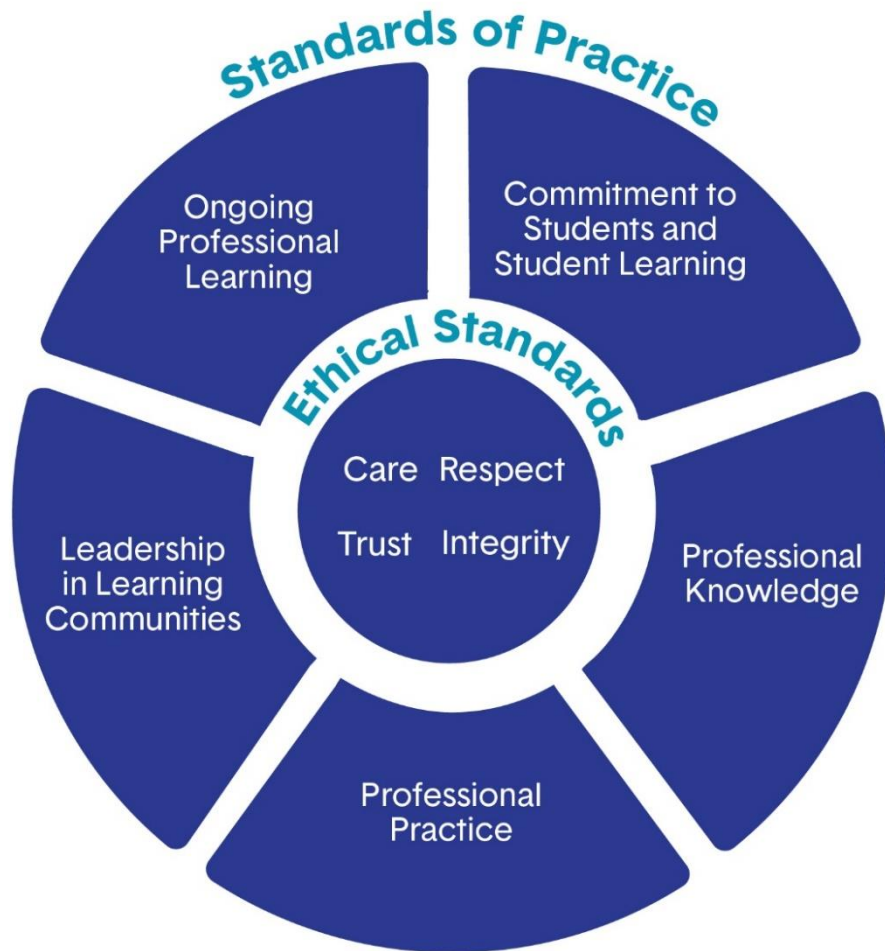 Standards of Practice
Ongoing
Professional
Learning
Commitment to
Students and
Student Learning
Ethical Standards
Care Respect
Trust Integrity
Leadership
in Learning
Communities
Professional
Knowledge
Professional
Practice